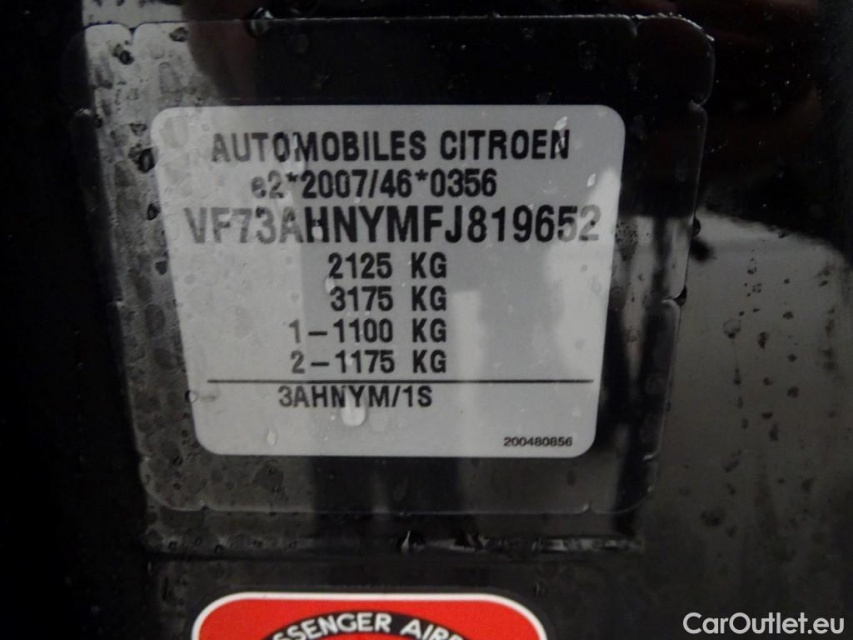 AUTOMOBILES CITROEN
e2*2007/46*0356
VF73AHNYMFJ819652
2125 KG
3175 KG
1-1100 KG
2-1175 KG
3AHNYM/1S
200480856
CarOutlet.eu